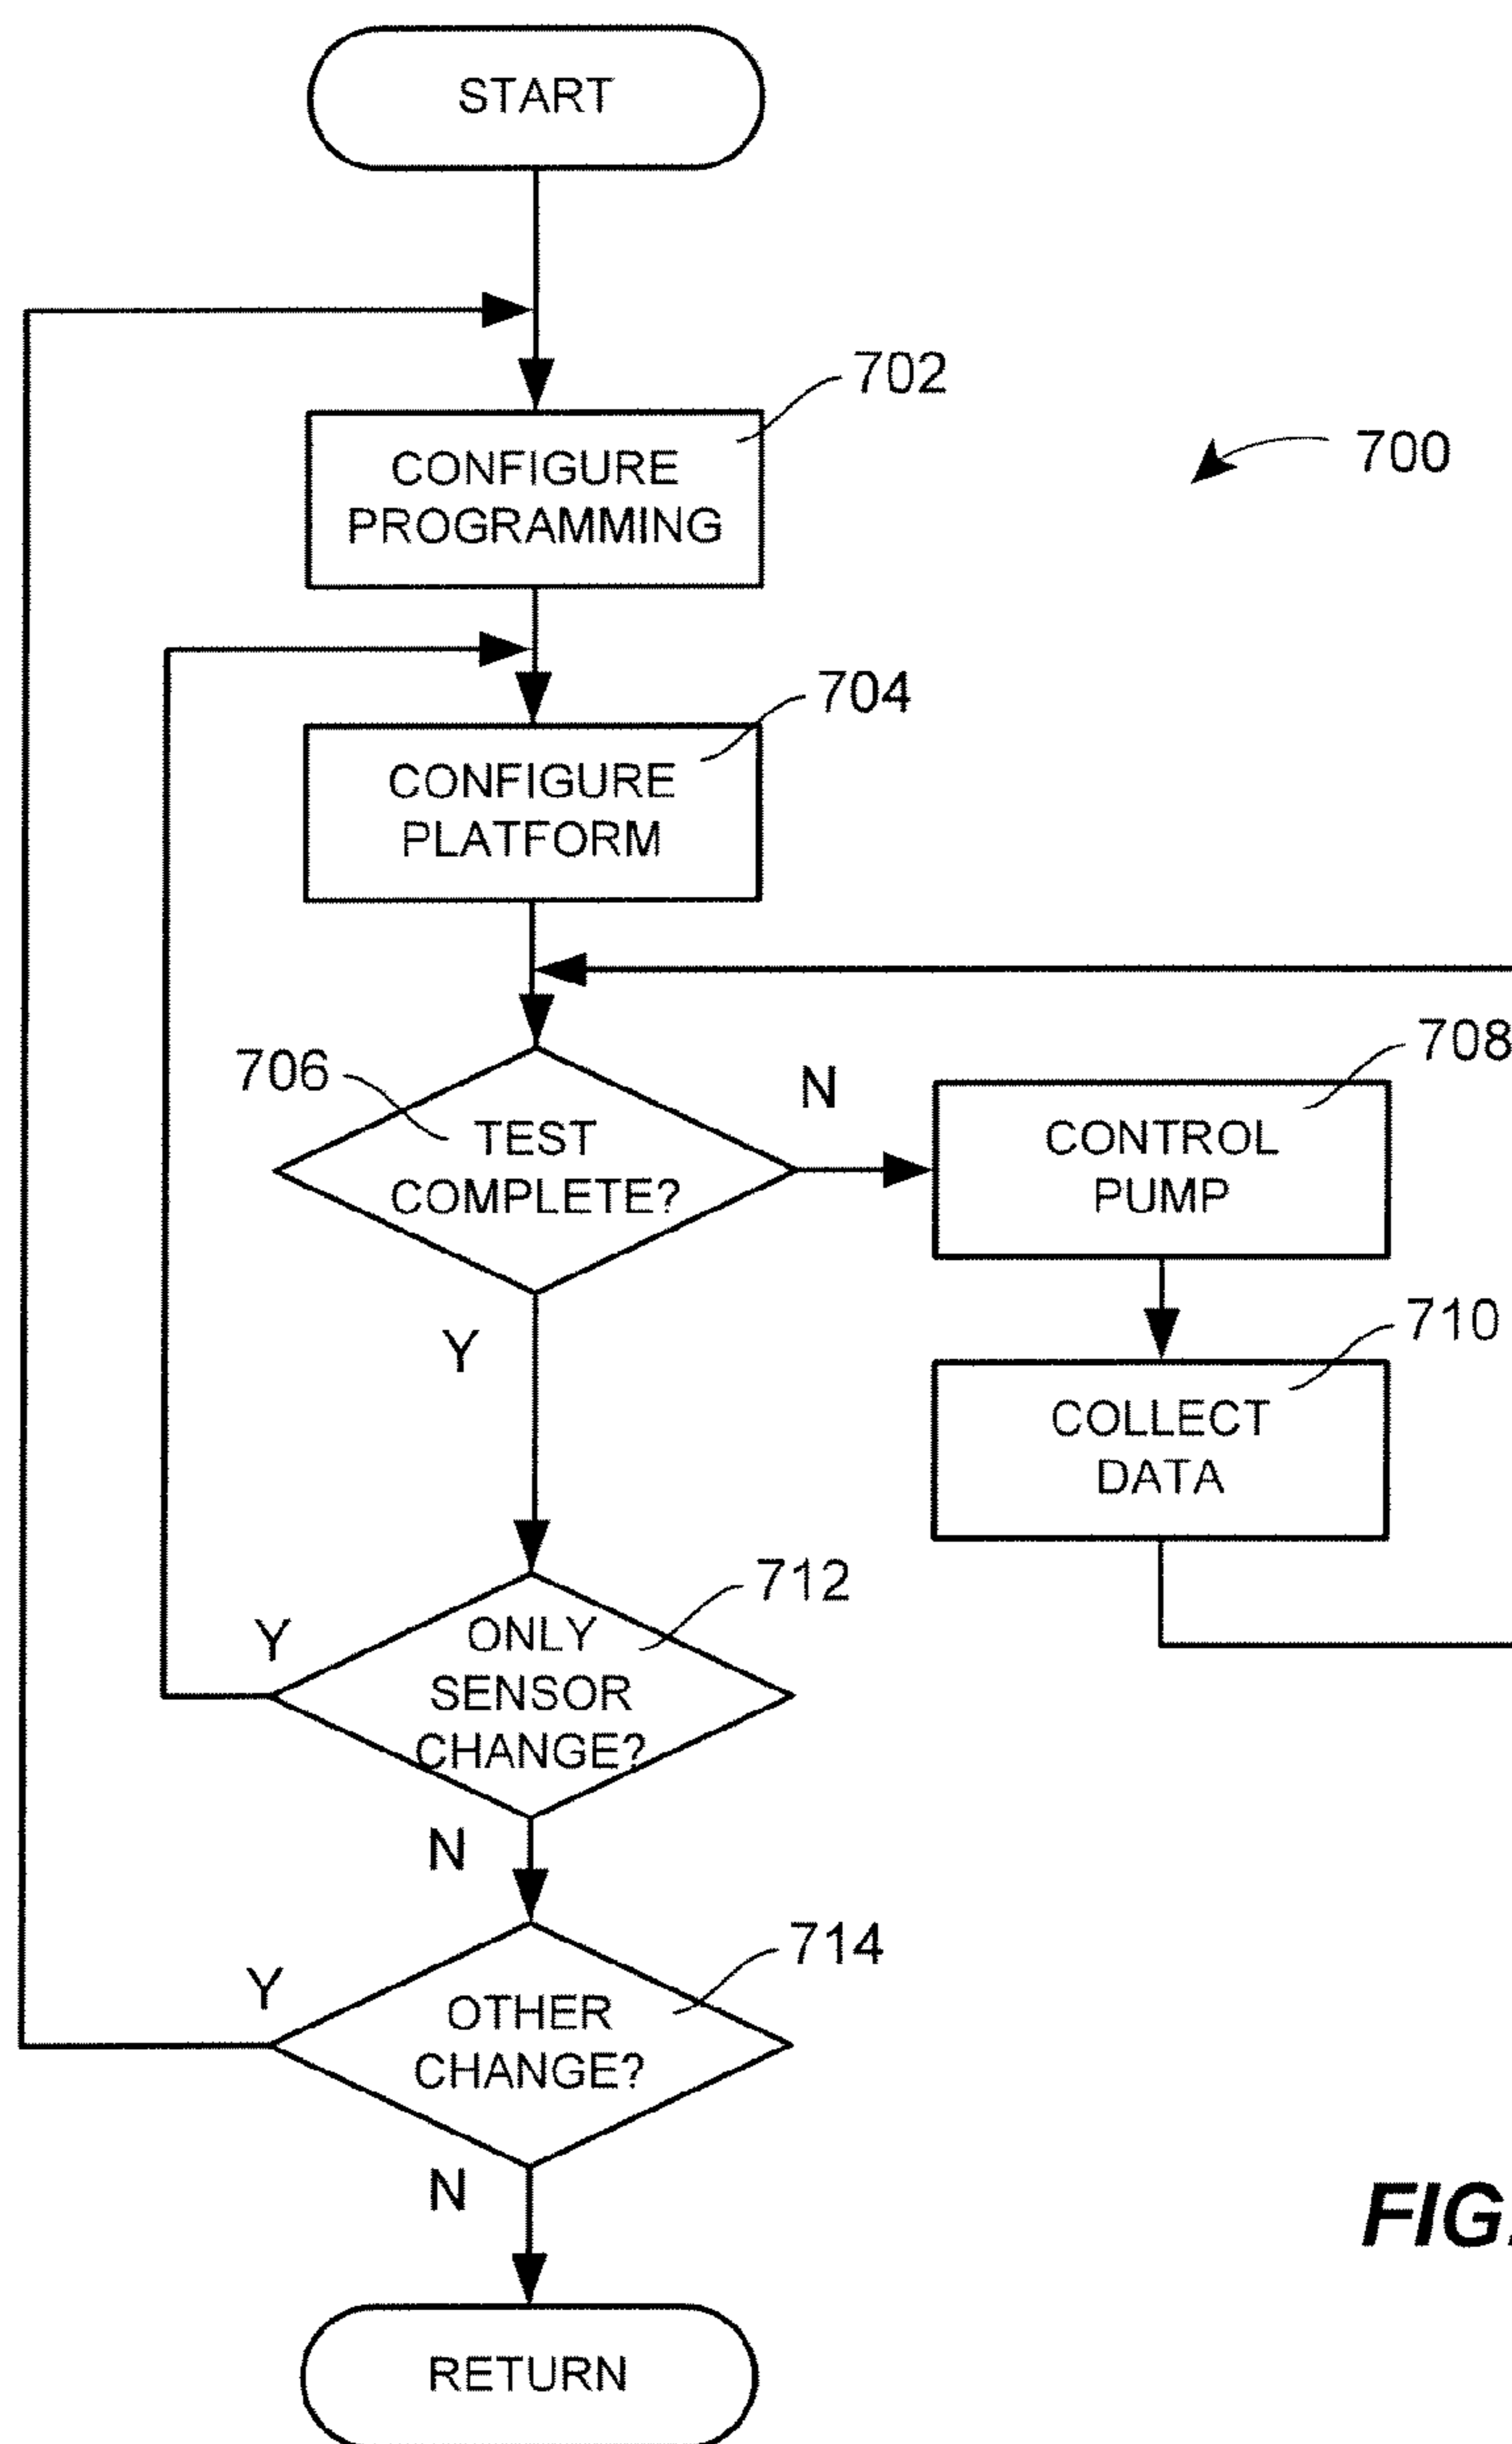 START
702
CONFIGURE
PROGRAMMING
700
704
CONFIGURE
PLATFORM
706
TEST
COMPLETE?
N
708
CONTROL
PUMP
Y
710
COLLECT
DATA
712
Y
ONLY
SENSOR
CHANGE?
N
714
Y
OTHER
CHANGE?
N
FIG.
RETURN